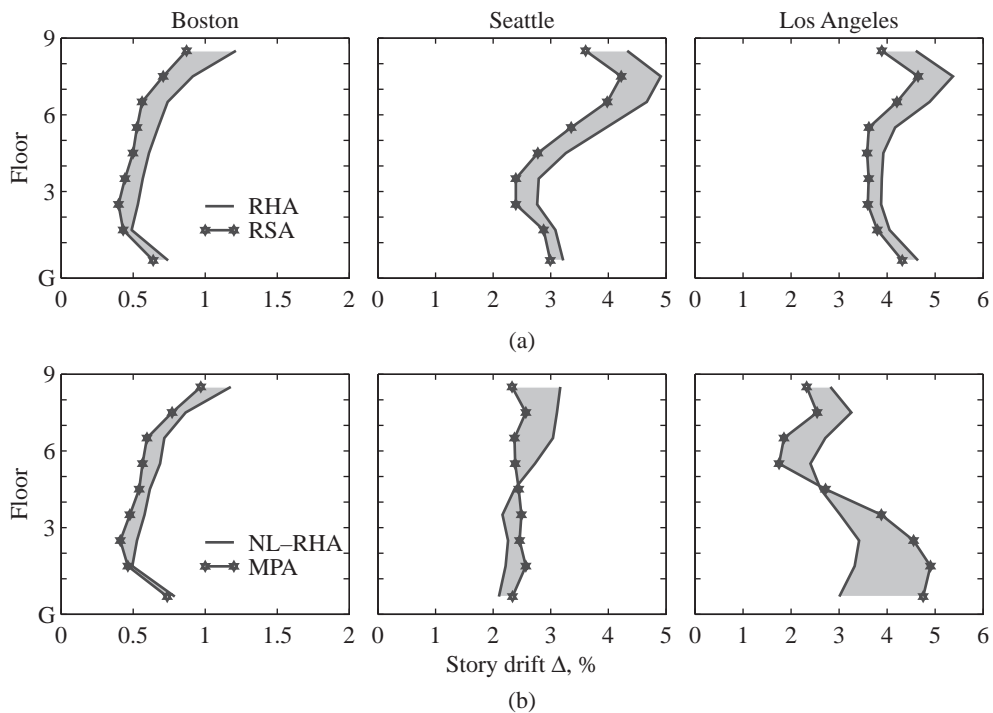 Boston
Seattle
Los Angeles
9
6
3
G
Floor
RHA
RSA
0 0.5 1 1.5 2
0 1 2 3 4 5 6
0 1 2 3 4 5 6
(a)
9
6
3
G
Floor
NL–RHA
MPA
0 0.5 1 1.5 2
0 1 2 3 4 5 6
0 1 2 3 4 5 6
Story drift Δ, %
(b)